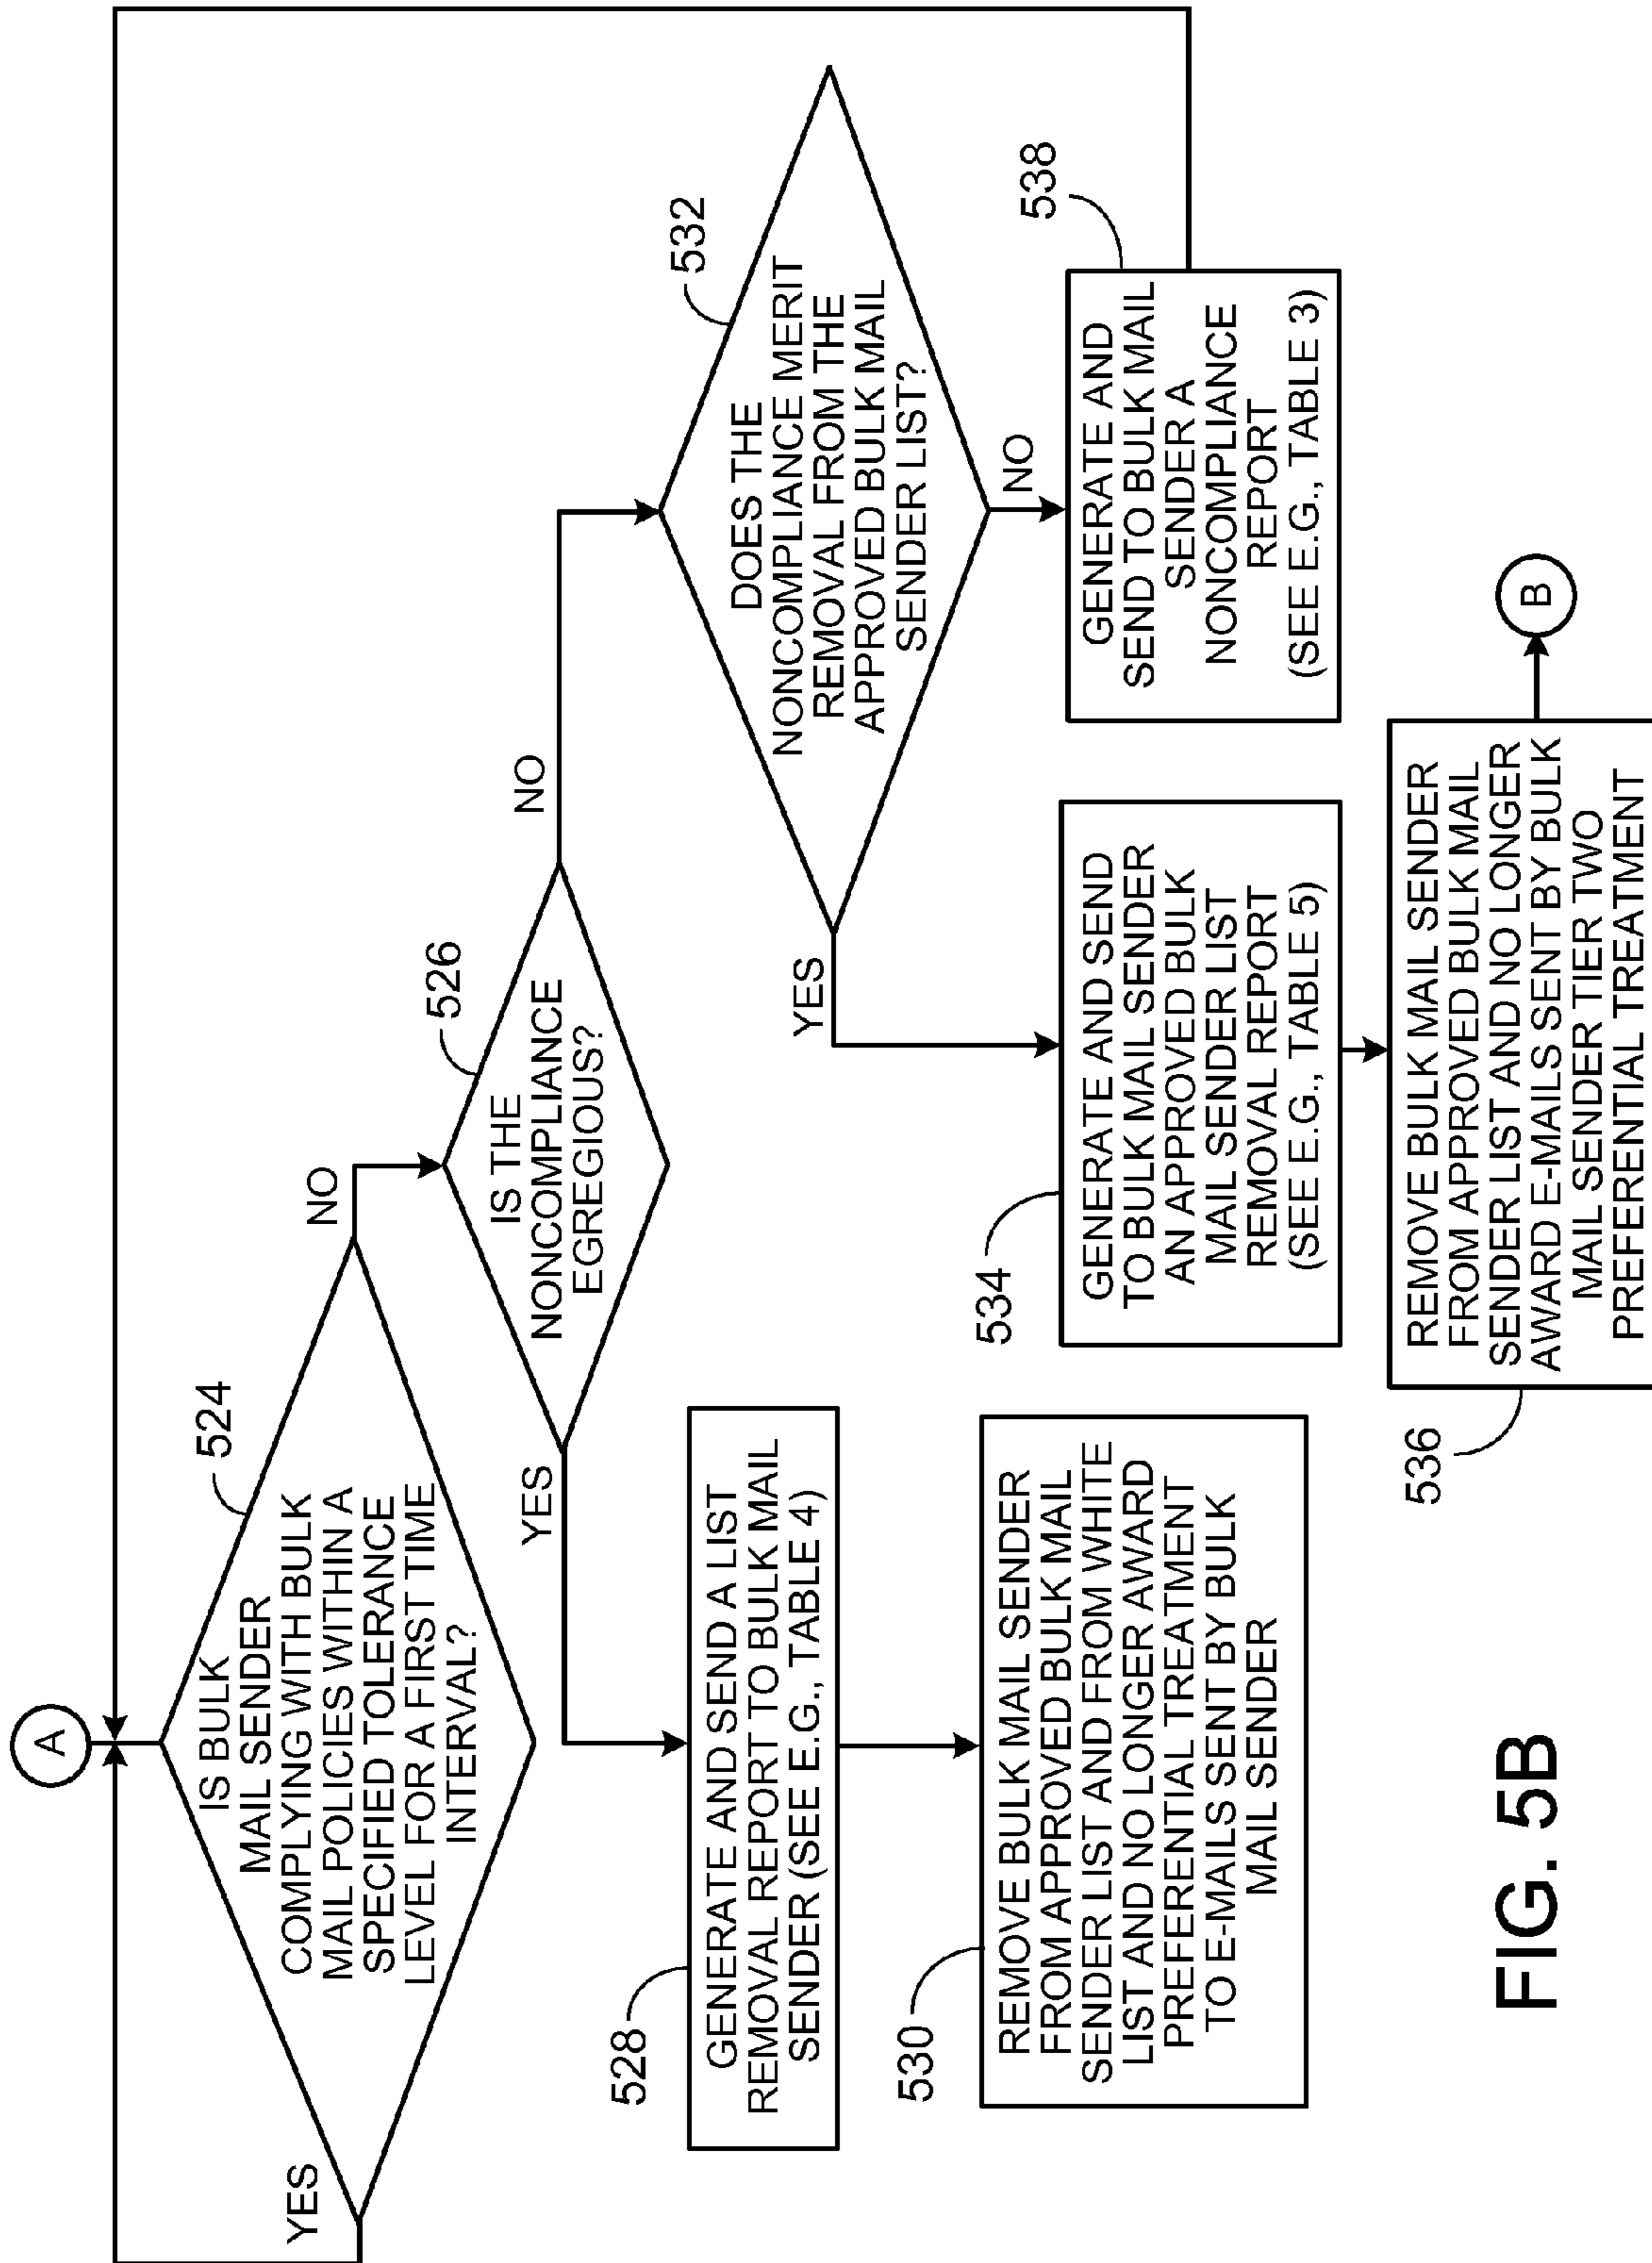 A
524
IS BULK
MAIL SENDER
COMPLYING WITH BULK
MAIL POLICIES WITHIN A
SPECIFIED TOLERANCE
LEVEL FOR A FIRST TIME
INTERVAL?
YES
NO
526
IS THE
NONCOMPLIANCE
EGREGIOUS?
YES
NO
528
GENERATE AND SEND A LIST
REMOVAL REPORT TO BULK MAIL
SENDER (SEE E.G., TABLE 4)
530
REMOVE BULK MAIL SENDER
FROM APPROVED BULK MAIL
SENDER LIST AND FROM WHITE
LIST AND NO LONGER AWARD
PREFERENTIAL TREATMENT
TO E-MAILS SENT BY BULK
MAIL SENDER
532
DOES THE
NONCOMPLIANCE MERIT
REMOVAL FROM THE
APPROVED BULK MAIL
SENDER LIST?
YES
NO
534
GENERATE AND SEND
TO BULK MAIL SENDER
AN APPROVED BULK
MAIL SENDER LIST
REMOVAL REPORT
(SEE E.G., TABLE 5)
538
GENERATE AND
SEND TO BULK MAIL
SENDER A
NONCOMPLIANCE
REPORT
(SEE E.G., TABLE 3)
536
REMOVE BULK MAIL SENDER
FROM APPROVED BULK MAIL
SENDER LIST AND NO LONGER
AWARD E-MAILS SENT BY BULK
MAIL SENDER TIER TWO
PREFERENTIAL TREATMENT
B
FIG. 5B